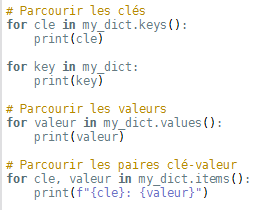 # Parcourir les clés
for cle in my_dict.keys():
    print(cle)

for key in my_dict:
    print(key)

# Parcourir les valeurs
for valeur in my_dict.values():
    print(valeur)

# Parcourir les paires clé-valeur
for cle, valeur in my_dict.items():
    print(f"{cle}: {valeur}")